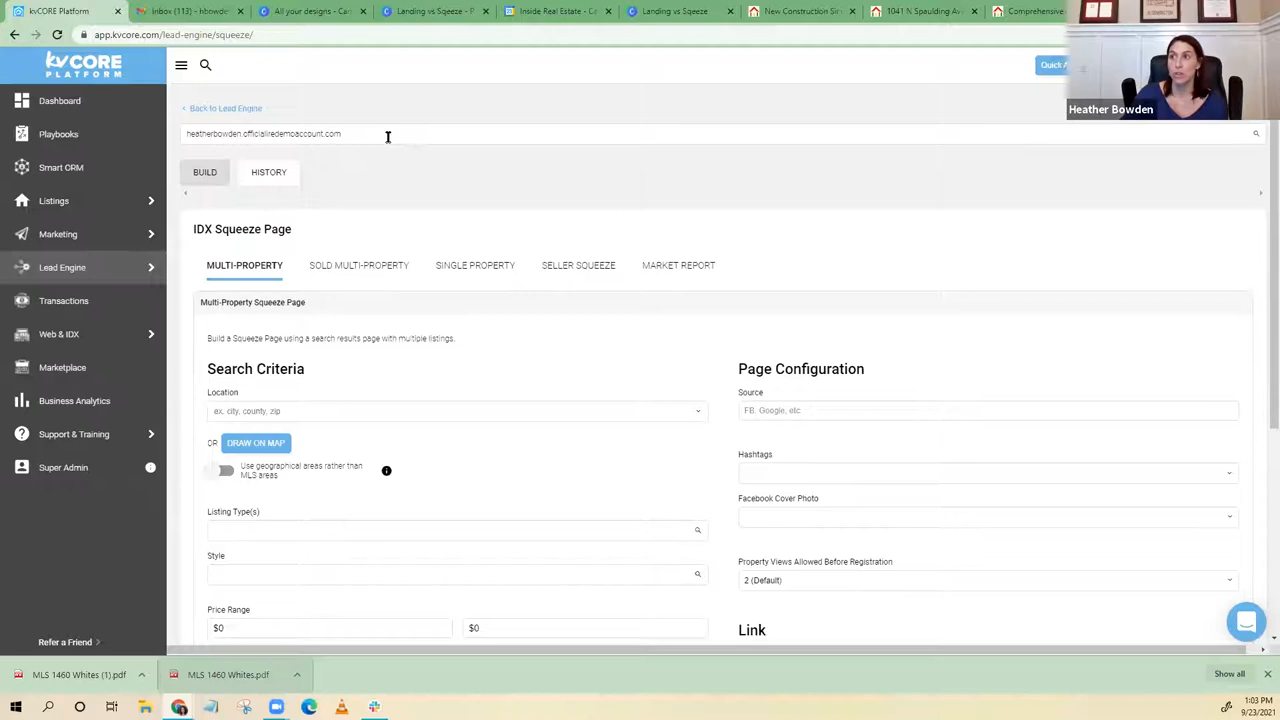 kvCORE Platform
Inbox (113) - hbowden
All your designs - Can
Landing vs Sqeeze - P
Inside Real Estate - Ca
Landing vs Sqeeze
New Construction S
1041 N Spaulding Av
Comprehensive
app.kvcore.com/lead-engine/squeeze/
kvCORE
PLATFORM
Quick A
Heather Bowden
Dashboard
Playbooks
Smart CRM
Listings
Marketing
Lead Engine
Transactions
Web & IDX
Marketplace
Business Analytics
Support & Training
Super Admin
Refer a Friend
< Back to Lead Engine
heatherbowden.officialiredemoaccount.com
BUILD
HISTORY
IDX Squeeze Page
MULTI-PROPERTY
SOLD MULTI-PROPERTY
SINGLE PROPERTY
SELLER SQUEEZE
MARKET REPORT
Multi-Property Squeeze Page
Build a Squeeze Page using a search results page with multiple listings.
Search Criteria
Location
ex. city, county, zip
OR DRAW ON MAP
Use geographical areas rather than
MLS areas
Listing Type(s)
Style
Price Range
$0
$0
Page Configuration
Source
FB, Google, etc
Hashtags
Facebook Cover Photo
Property Views Allowed Before Registration
2 (Default)
Link
MLS 1460 Whites (1).pdf
MLS 1460 Whites.pdf
Show all
1:03 PM
9/23/2021